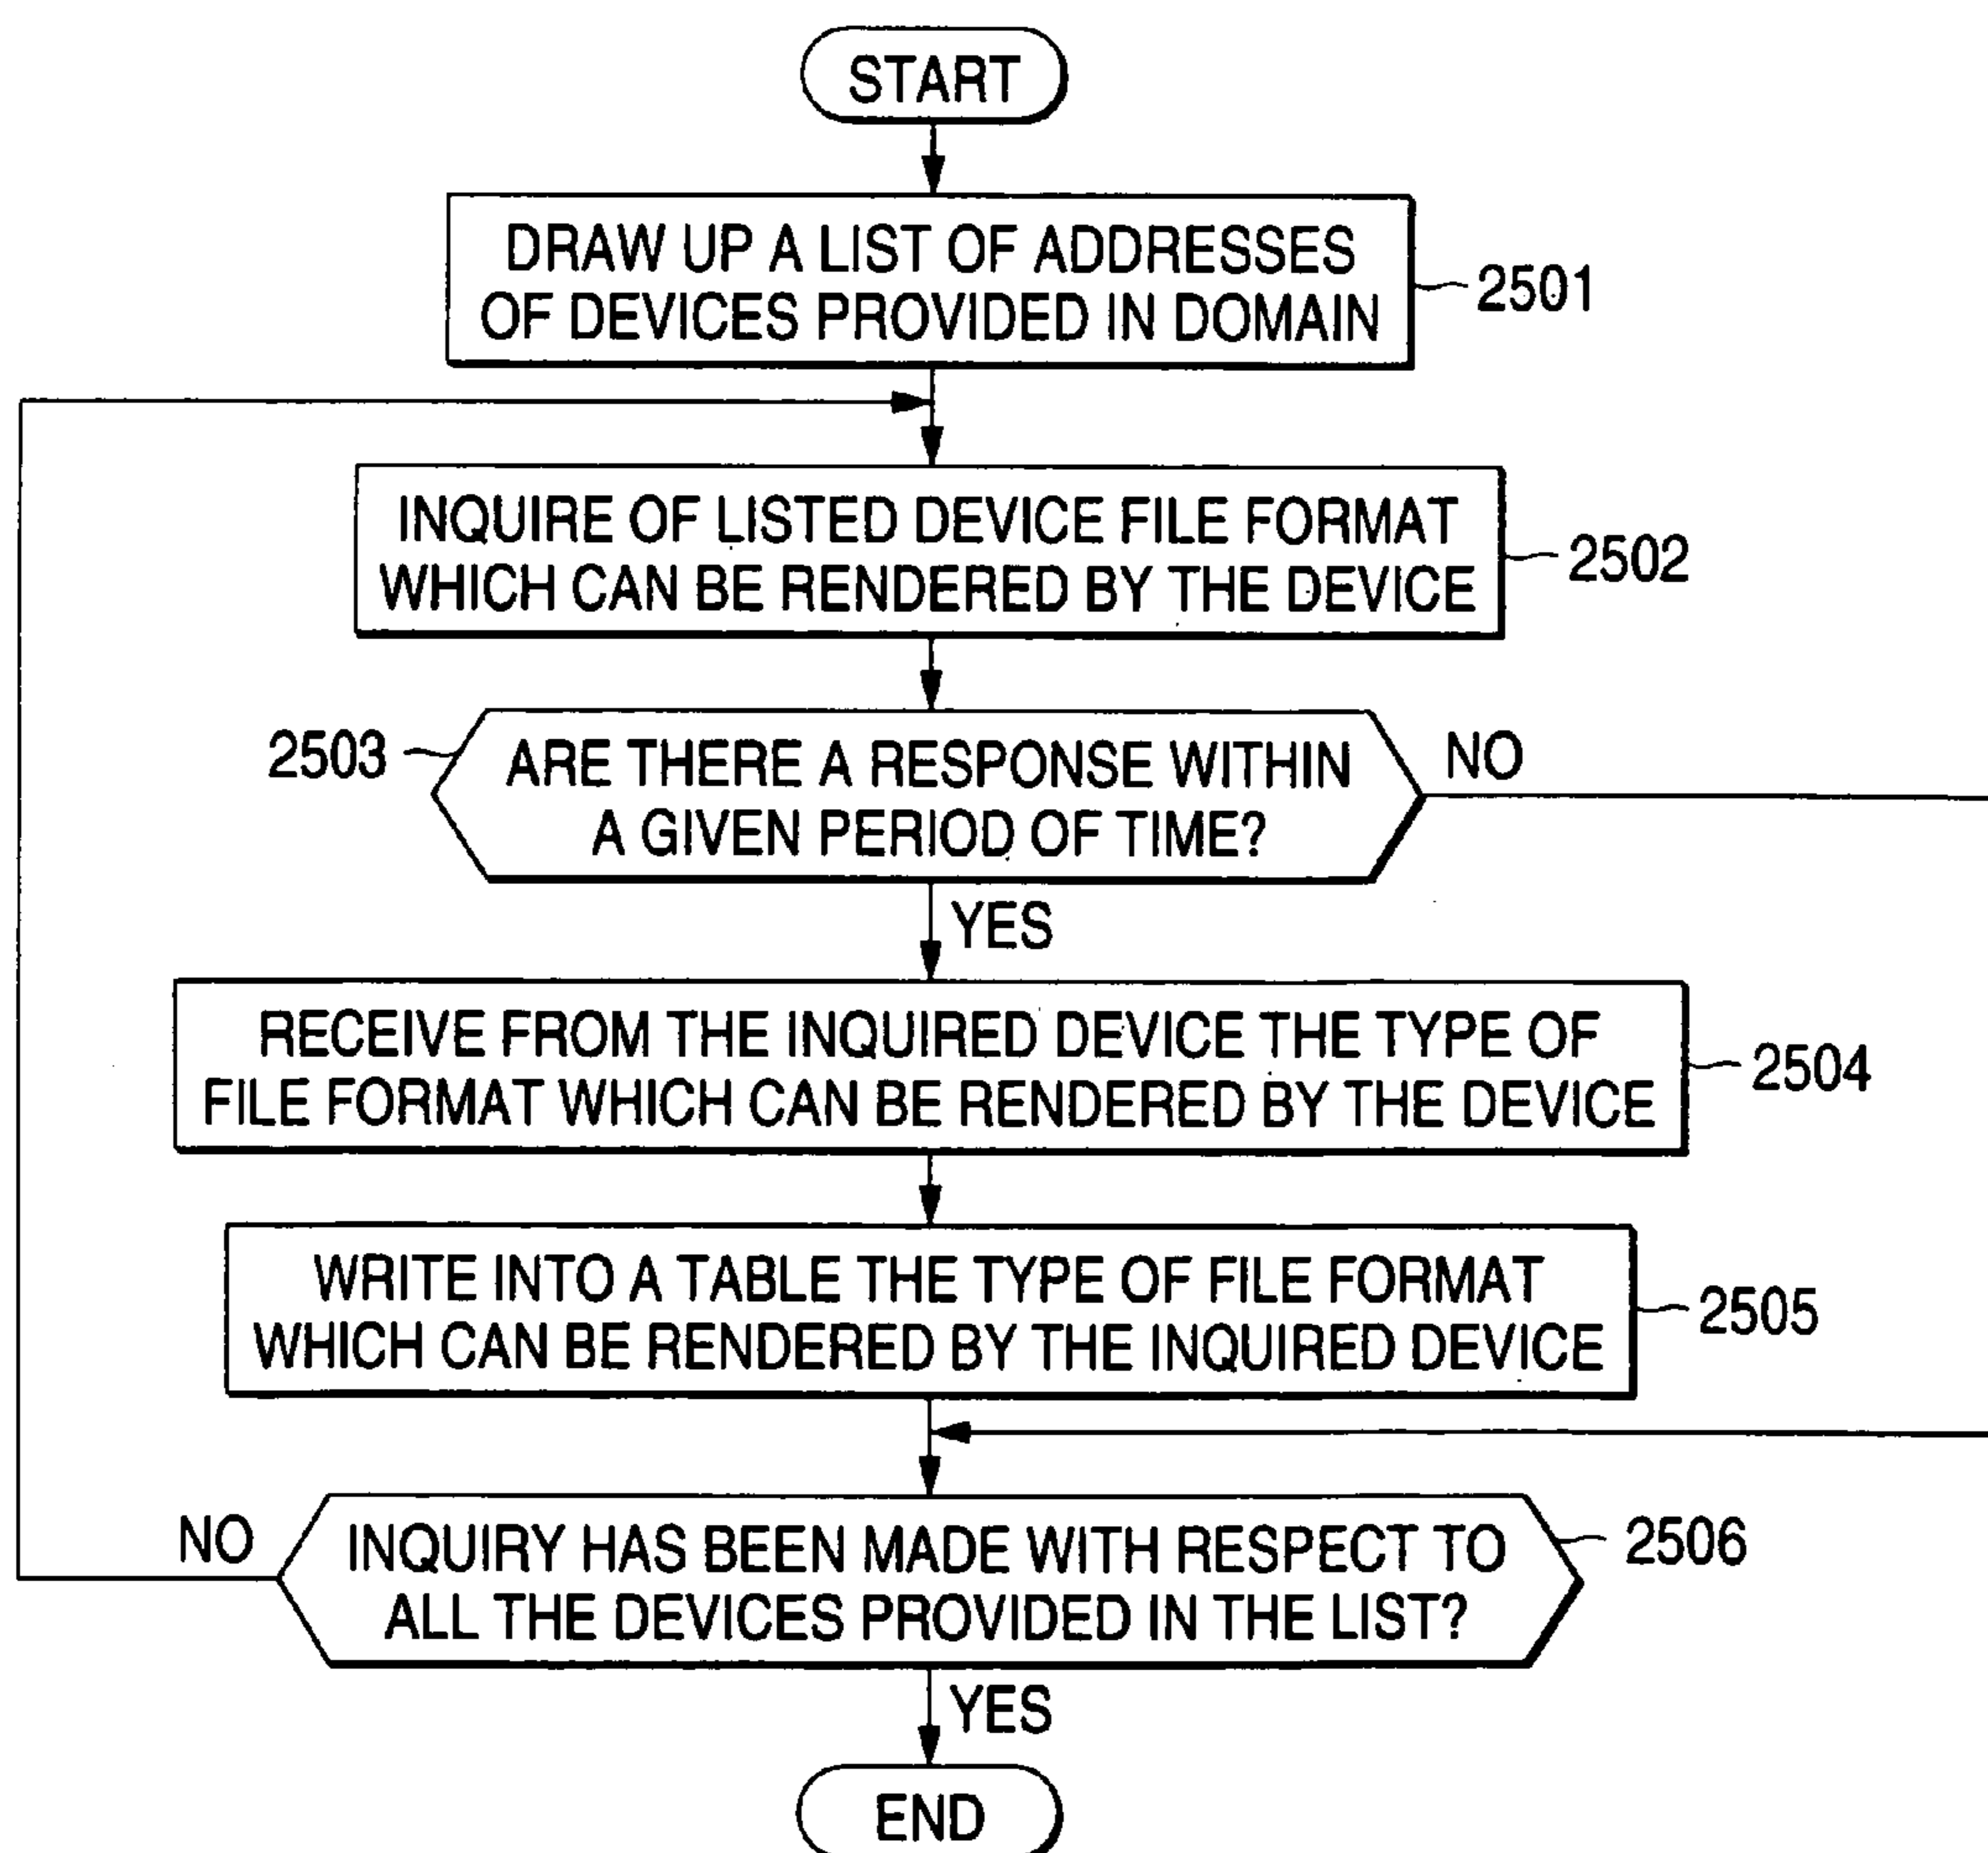 START
DRAW UP A LIST OF ADDRESSES
OF DEVICES PROVIDED IN DOMAIN
2501
INQUIRE OF LISTED DEVICE FILE FORMAT
WHICH CAN BE RENDERED BY THE DEVICE
2502
2503
ARE THERE A RESPONSE WITHIN
A GIVEN PERIOD OF TIME?
NO
YES
RECEIVE FROM THE INQUIRED DEVICE THE TYPE OF
FILE FORMAT WHICH CAN BE RENDERED BY THE DEVICE
2504
WRITE INTO A TABLE THE TYPE OF FILE FORMAT
WHICH CAN BE RENDERED BY THE INQUIRED DEVICE
2505
NO
INQUIRY HAS BEEN MADE WITH RESPECT TO
ALL THE DEVICES PROVIDED IN THE LIST?
2506
YES
END